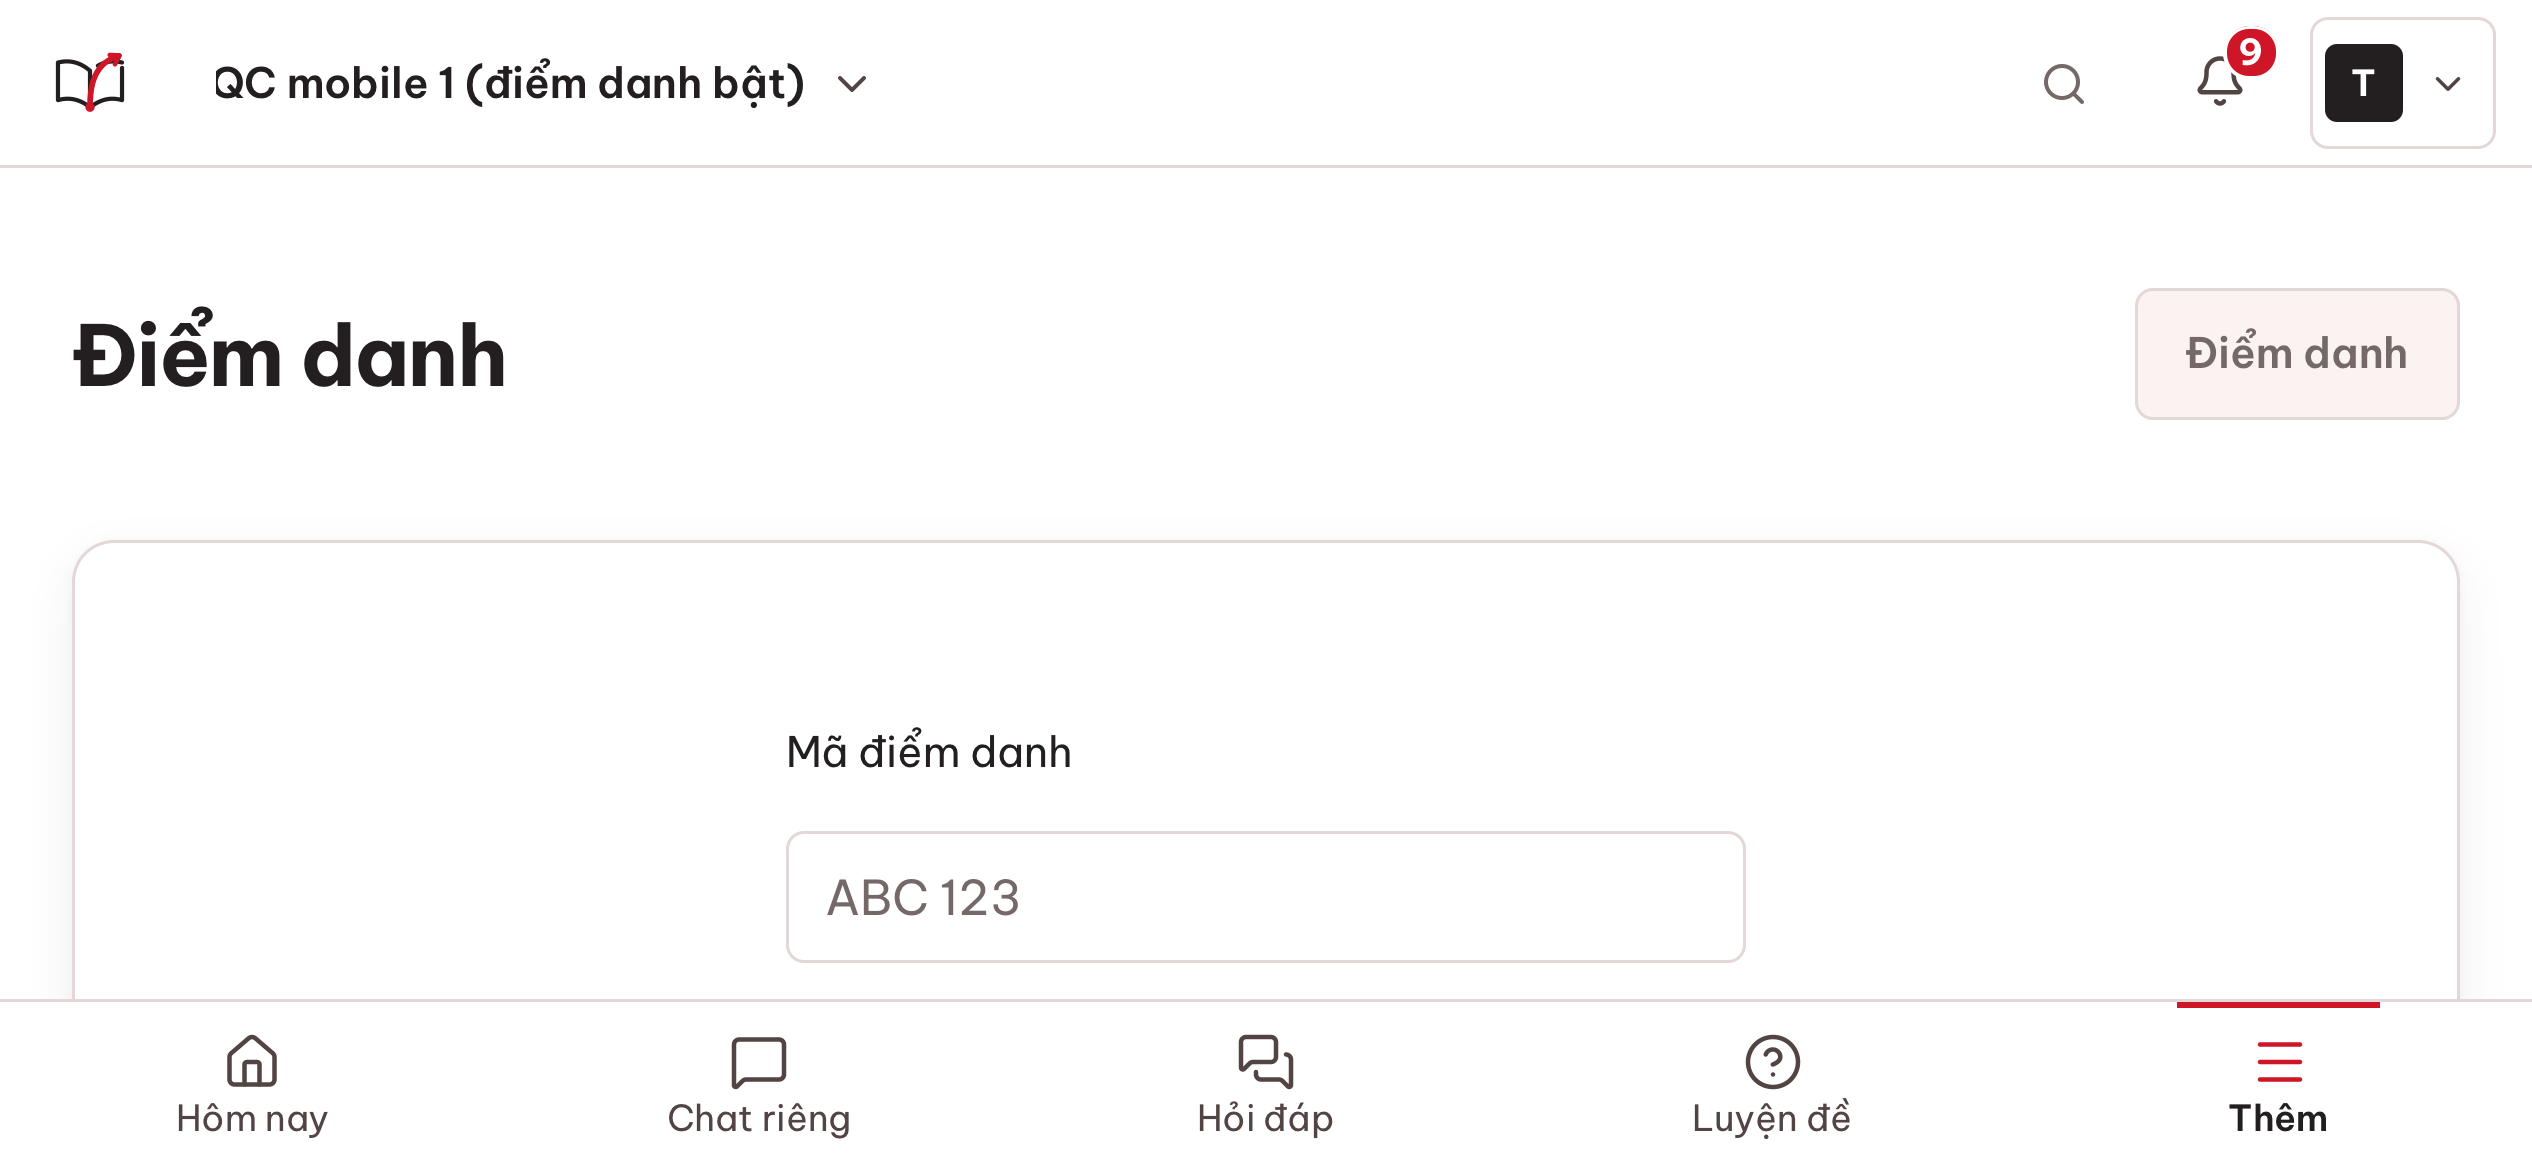 QC mobile 1 (điểm danh bật)
9
T
Điểm danh
Điểm danh
Mã điểm danh
ABC 123
Hôm nay
Chat riêng
Hỏi đáp
Luyện đề
Thêm